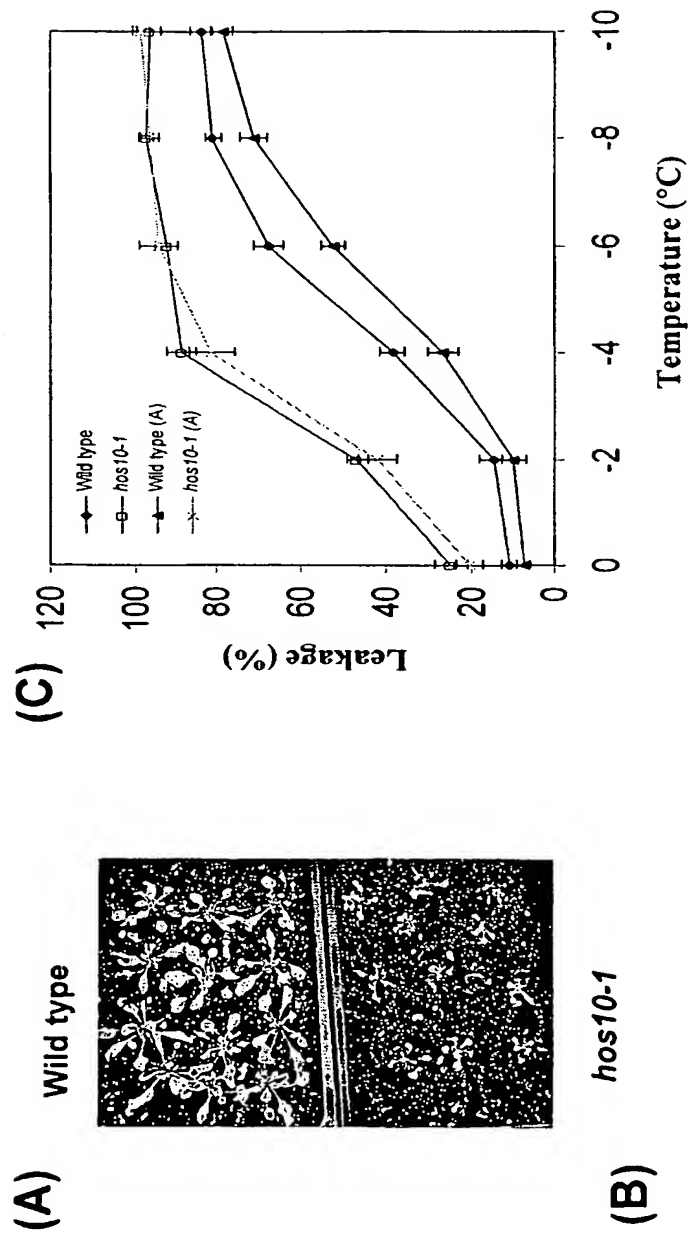 (A)
Wild type
hos10-1
(B)
(C)
Leakage (%)
120
100
80
60
40
20
0
Wild type
hos10-1
Wild type (A)
hos10-1 (A)
0
-2
-4
-6
-8
-10
Temperature (°C)